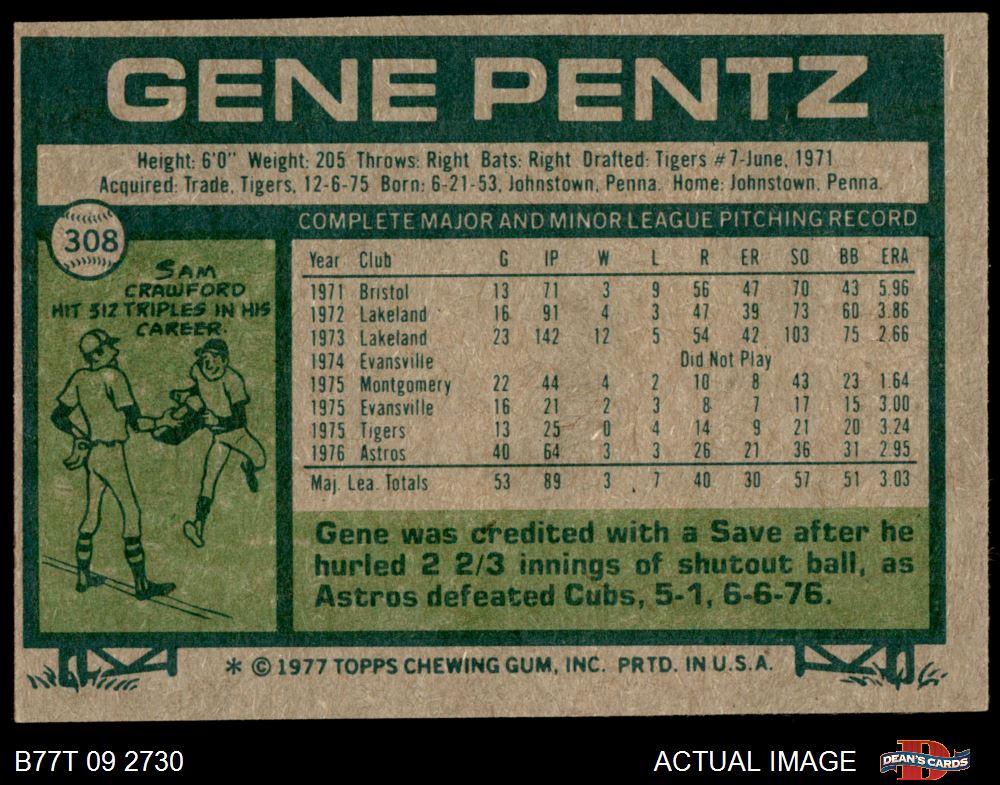 GENE PENTZ
Height: 6'0" Weight: 205 Throws: Right Bats: Right Drafted: Tigers #7-June, 1971
Acquired: Trade, Tigers, 12-6-75 Born: 6-21-53, Johnstown, Penna. Home: Johnstown, Penna.
308
COMPLETE MAJOR AND MINOR LEAGUE PITCHING RECORD
SAM
CRAWFORD
HIT 312 TRIPLES IN HIS
CAREER.
Year Club G IP W L R ER SO BB ERA
1971 Bristol 13 71 3 9 56 47 70 43 5.96
1972 Lakeland 16 91 4 3 47 39 73 60 3.86
1973 Lakeland 23 142 12 5 54 42 103 75 2.66
1974 Evansville Did Not Play
1975 Montgomery 22 44 4 2 10 8 43 23 1.64
1975 Evansville 16 21 2 3 8 7 17 15 3.00
1975 Tigers 13 25 0 4 14 9 21 20 3.24
1976 Astros 40 64 3 3 26 21 36 31 2.95
Maj. Lea. Totals 53 89 3 7 40 30 57 51 3.03
Gene was credited with a Save after he
hurled 2 2/3 innings of shutout ball, as
Astros defeated Cubs, 5-1, 6-6-76.
* © 1977 TOPPS CHEWING GUM, INC. PRTD. IN U.S.A.
B77T 09 2730
ACTUAL IMAGE
D
DEAN'S CARDS